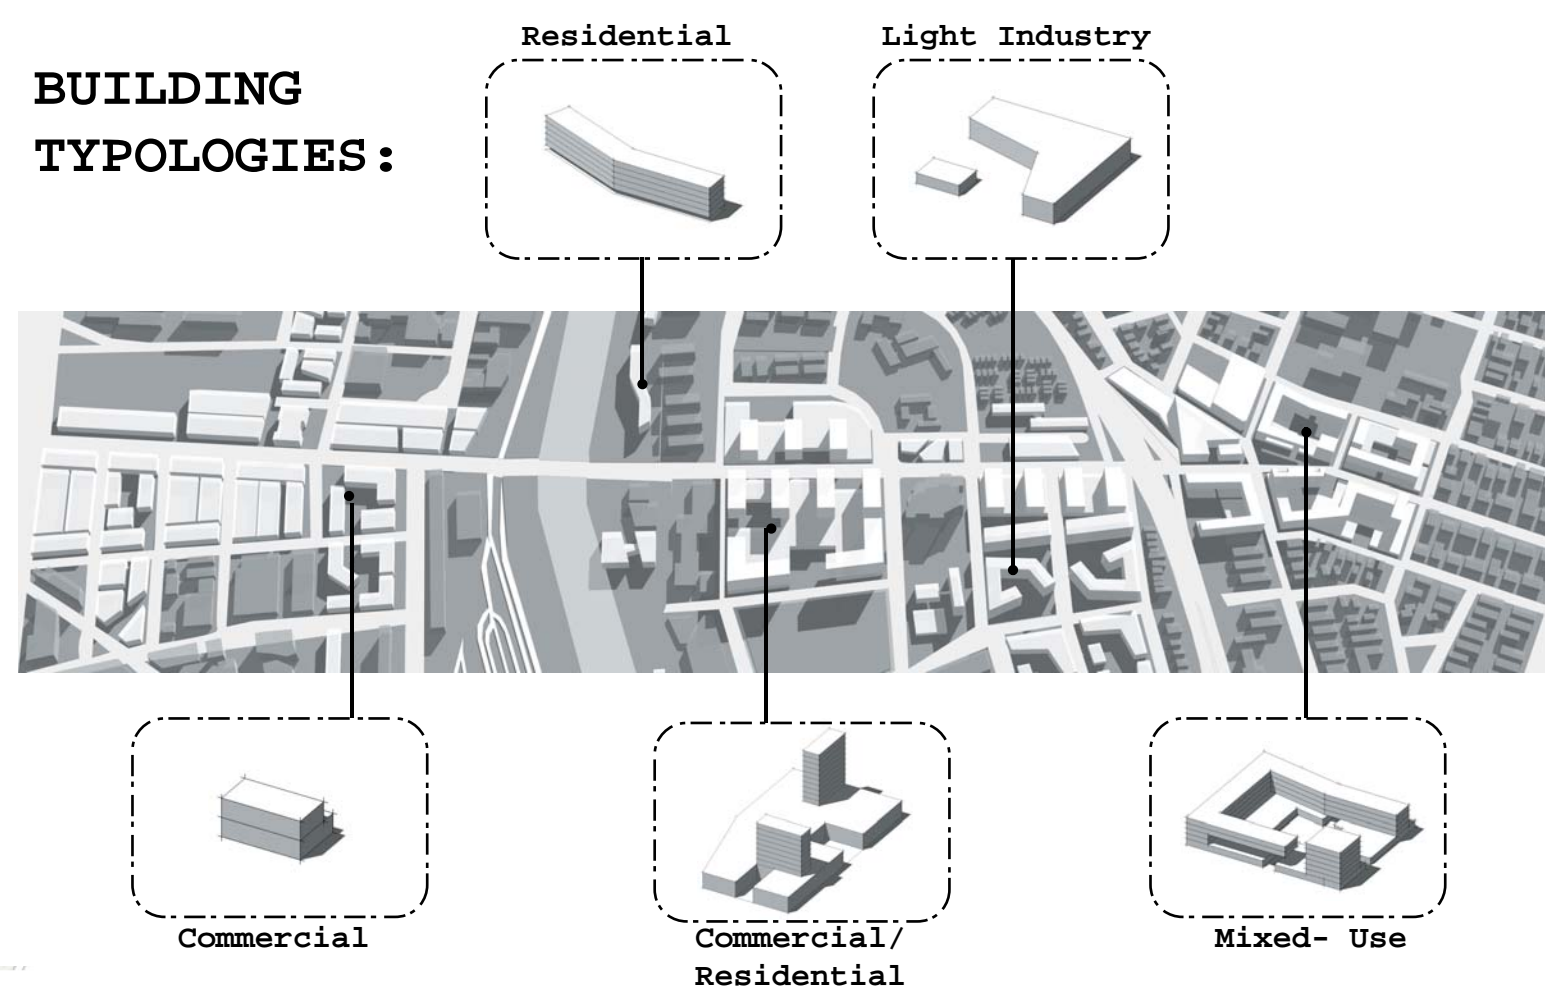 Residential
Light Industry
BUILDING
TYPOLOGIES:
Commercial
Commercial/
Residential
Mixed- Use